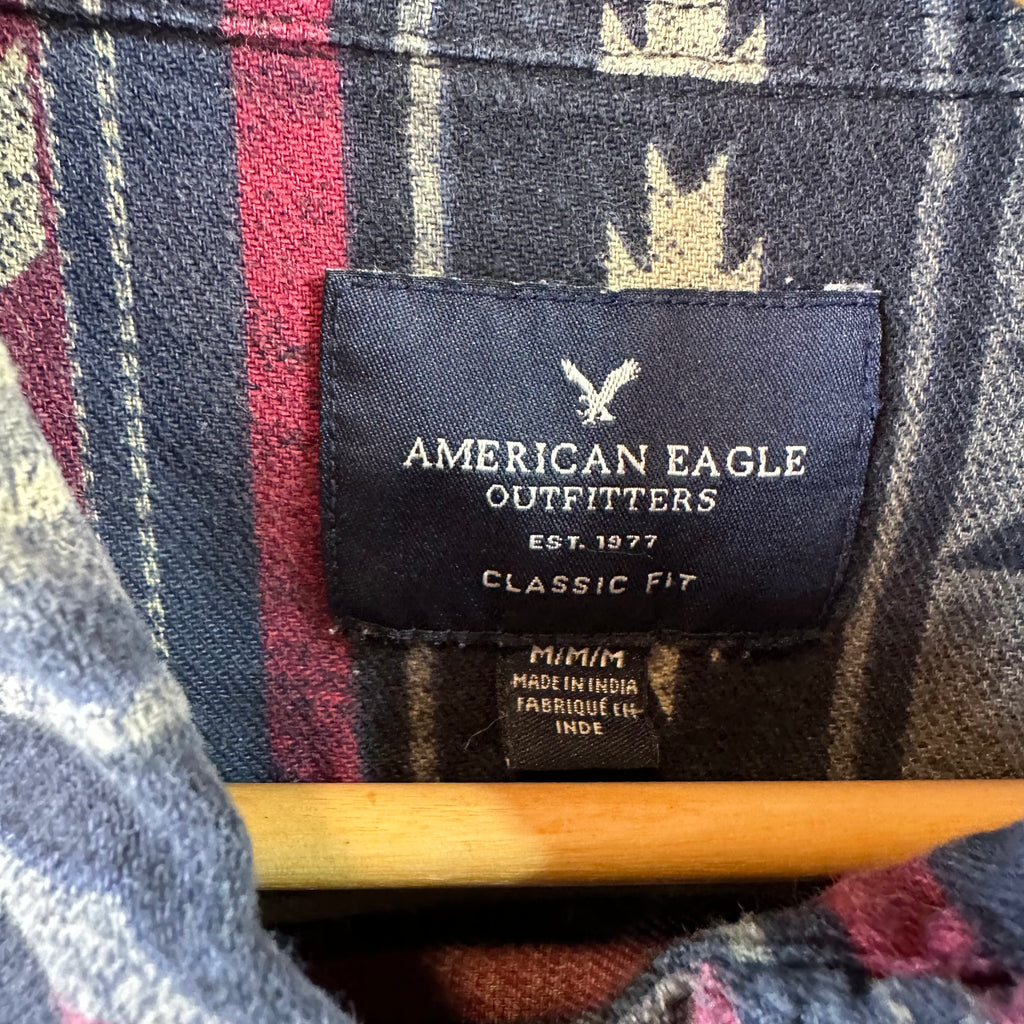 AMERICAN EAGLE
OUTFITTERS
EST. 1977
CLASSIC FIT
M/M/M
MADE IN INDIA
FABRIQUÉ EN
INDE